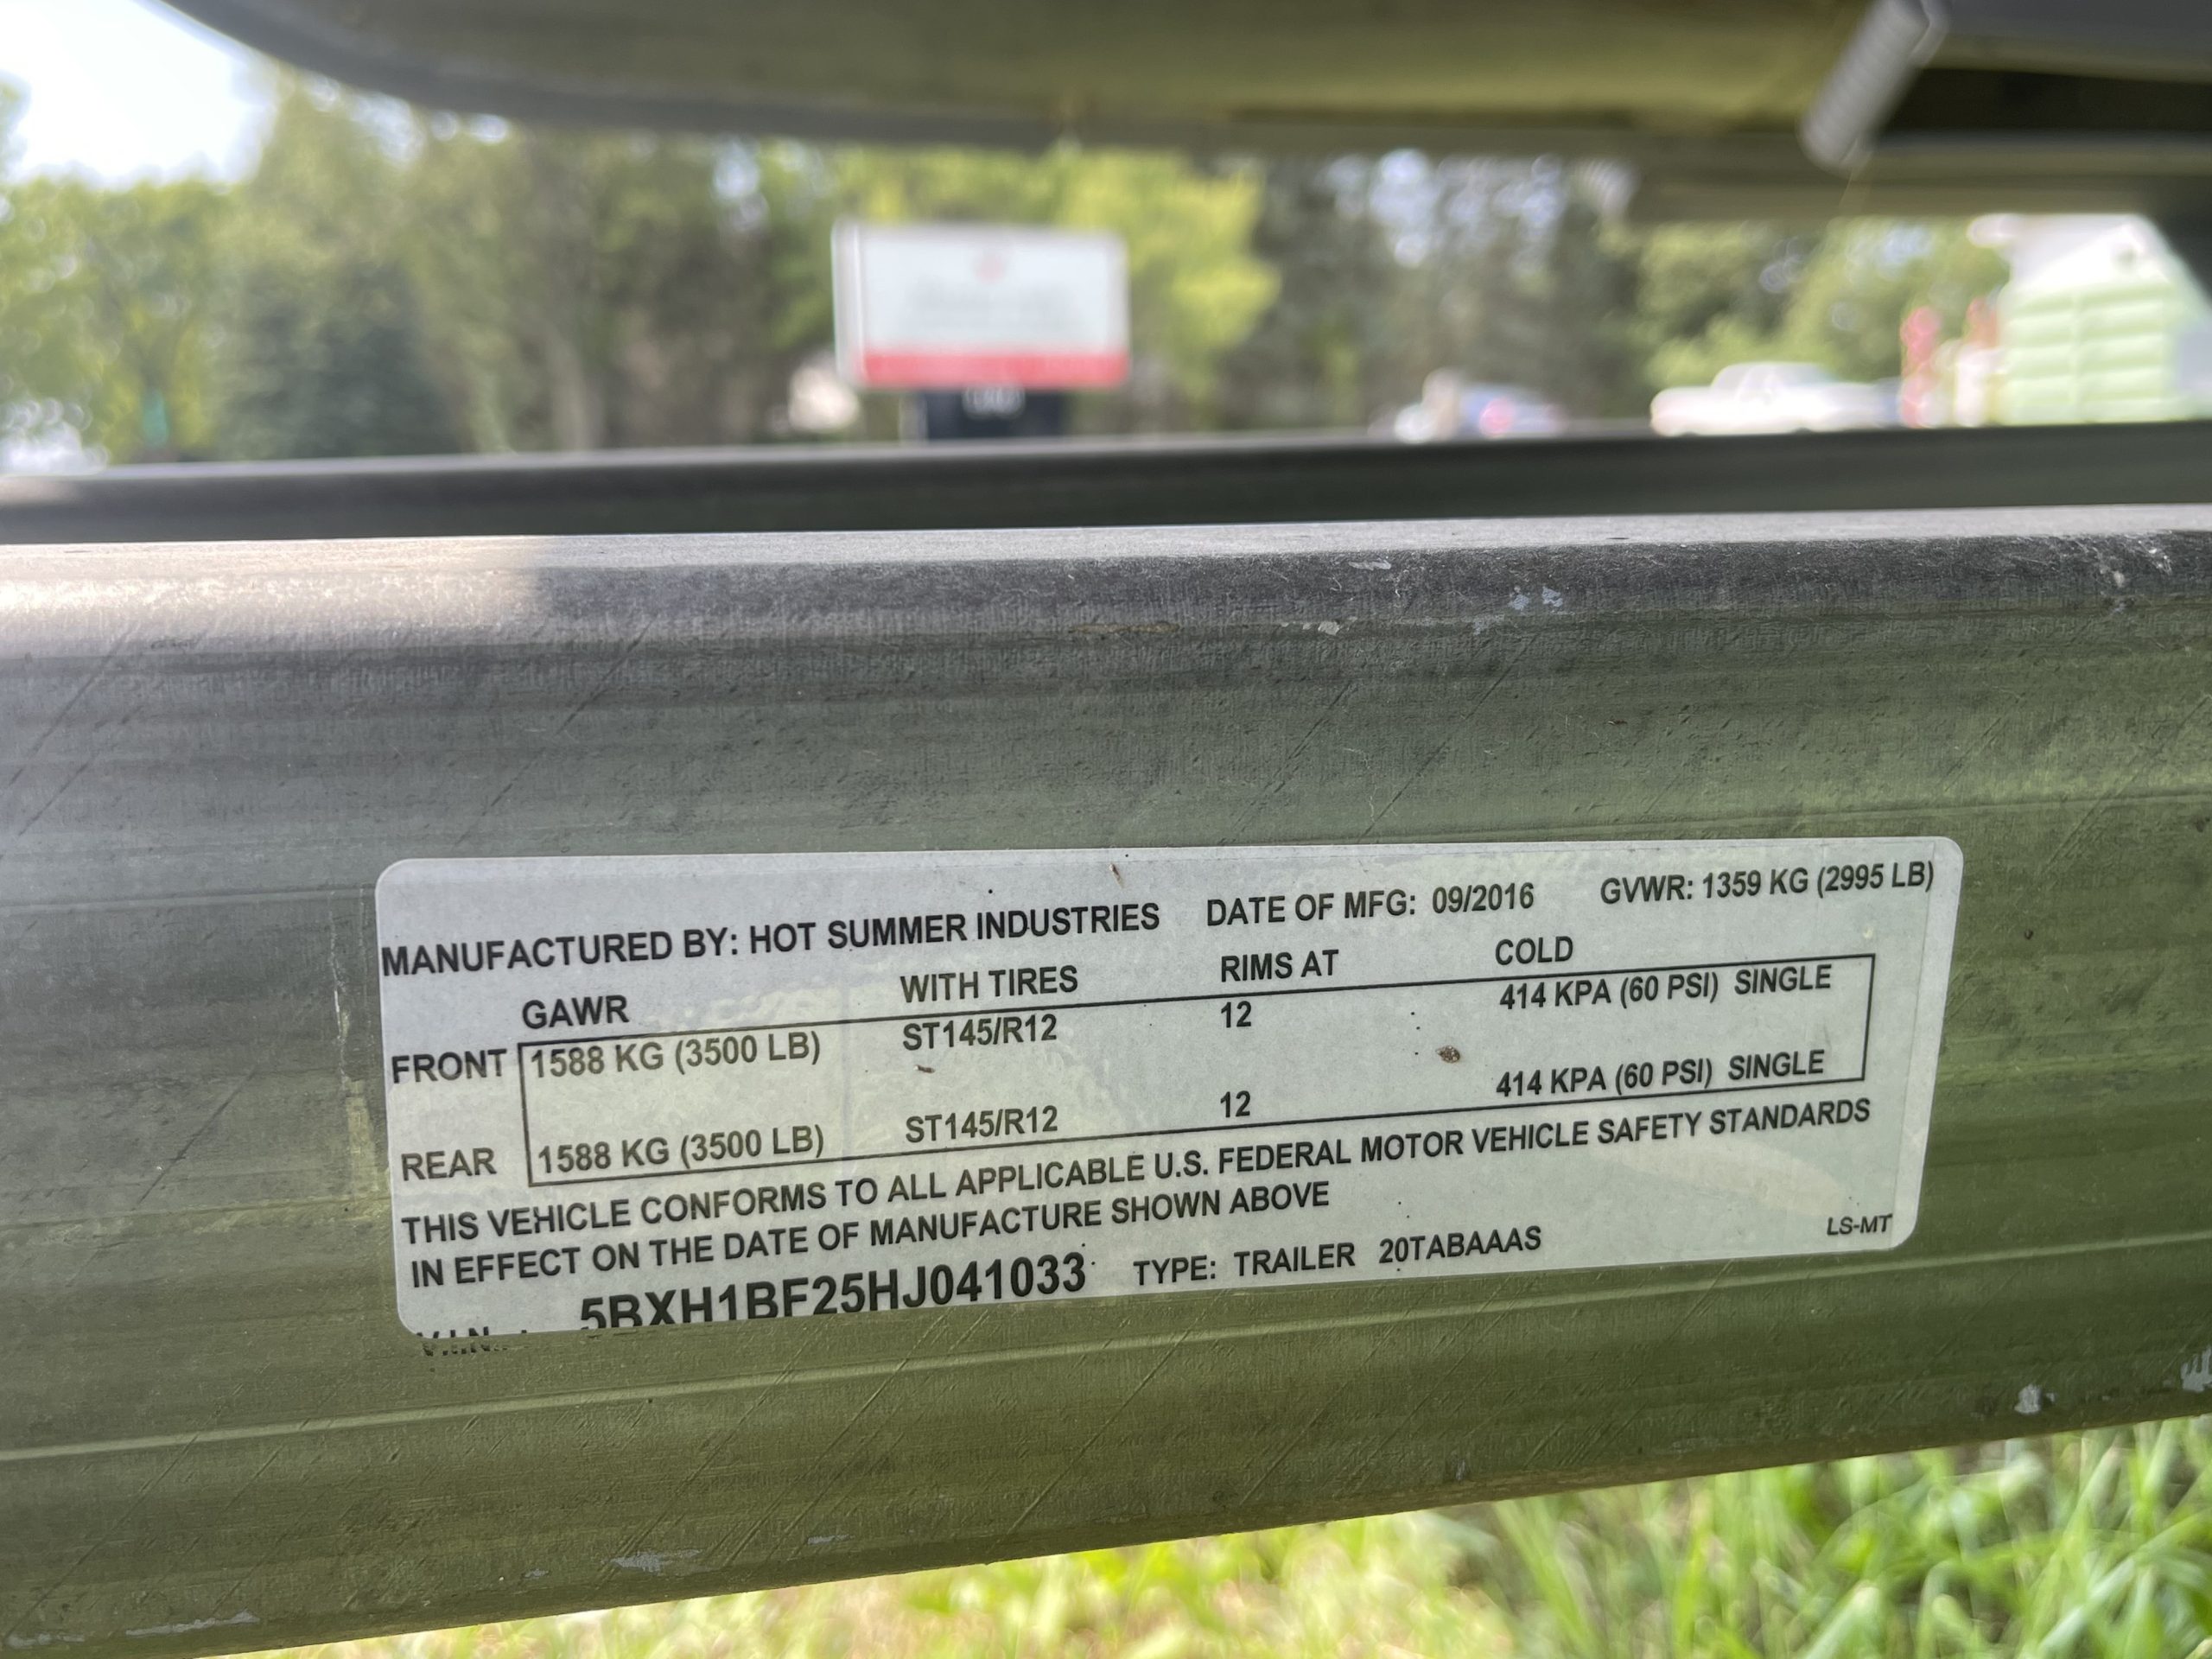 MANUFACTURED BY: HOT SUMMER INDUSTRIES DATE OF MFG: 09/2016 GVWR: 1359 KG (2995 LB)
GAWR WITH TIRES RIMS AT COLD
FRONT 1588 KG (3500 LB) ST145/R12 12 414 KPA (60 PSI) SINGLE
REAR 1588 KG (3500 LB) ST145/R12 12 414 KPA (60 PSI) SINGLE
THIS VEHICLE CONFORMS TO ALL APPLICABLE U.S. FEDERAL MOTOR VEHICLE SAFETY STANDARDS
IN EFFECT ON THE DATE OF MANUFACTURE SHOWN ABOVE
V.I.N. : 5BXH1BF25HJ041033 TYPE: TRAILER 20TABAAAS LS-MT